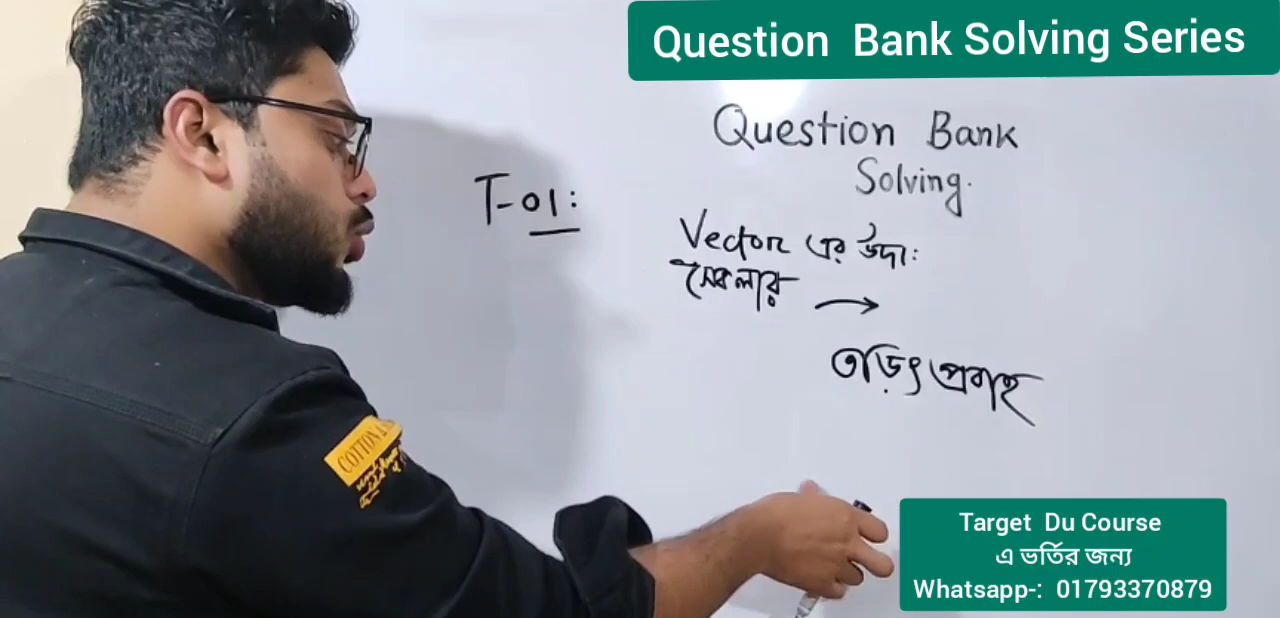 Question Bank Solving Series
Question Bank
Solving.
T-01:
Vector এর উদা:
স্কেলার →
তড়িৎ প্রবাহ
COTTON
Target Du Course
এ ভর্তির জন্য
Whatsapp-: 01793370879